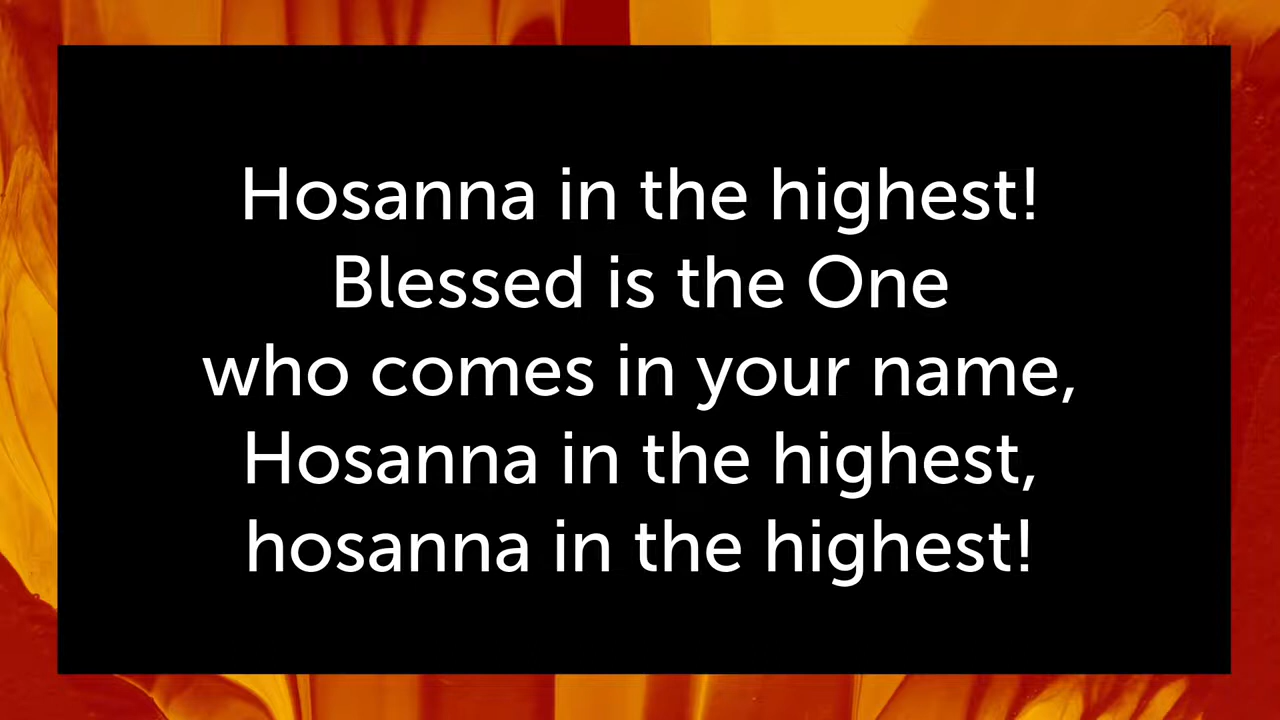 Hosanna in the highest!
Blessed is the One
who comes in your name,
Hosanna in the highest,
hosanna in the highest!